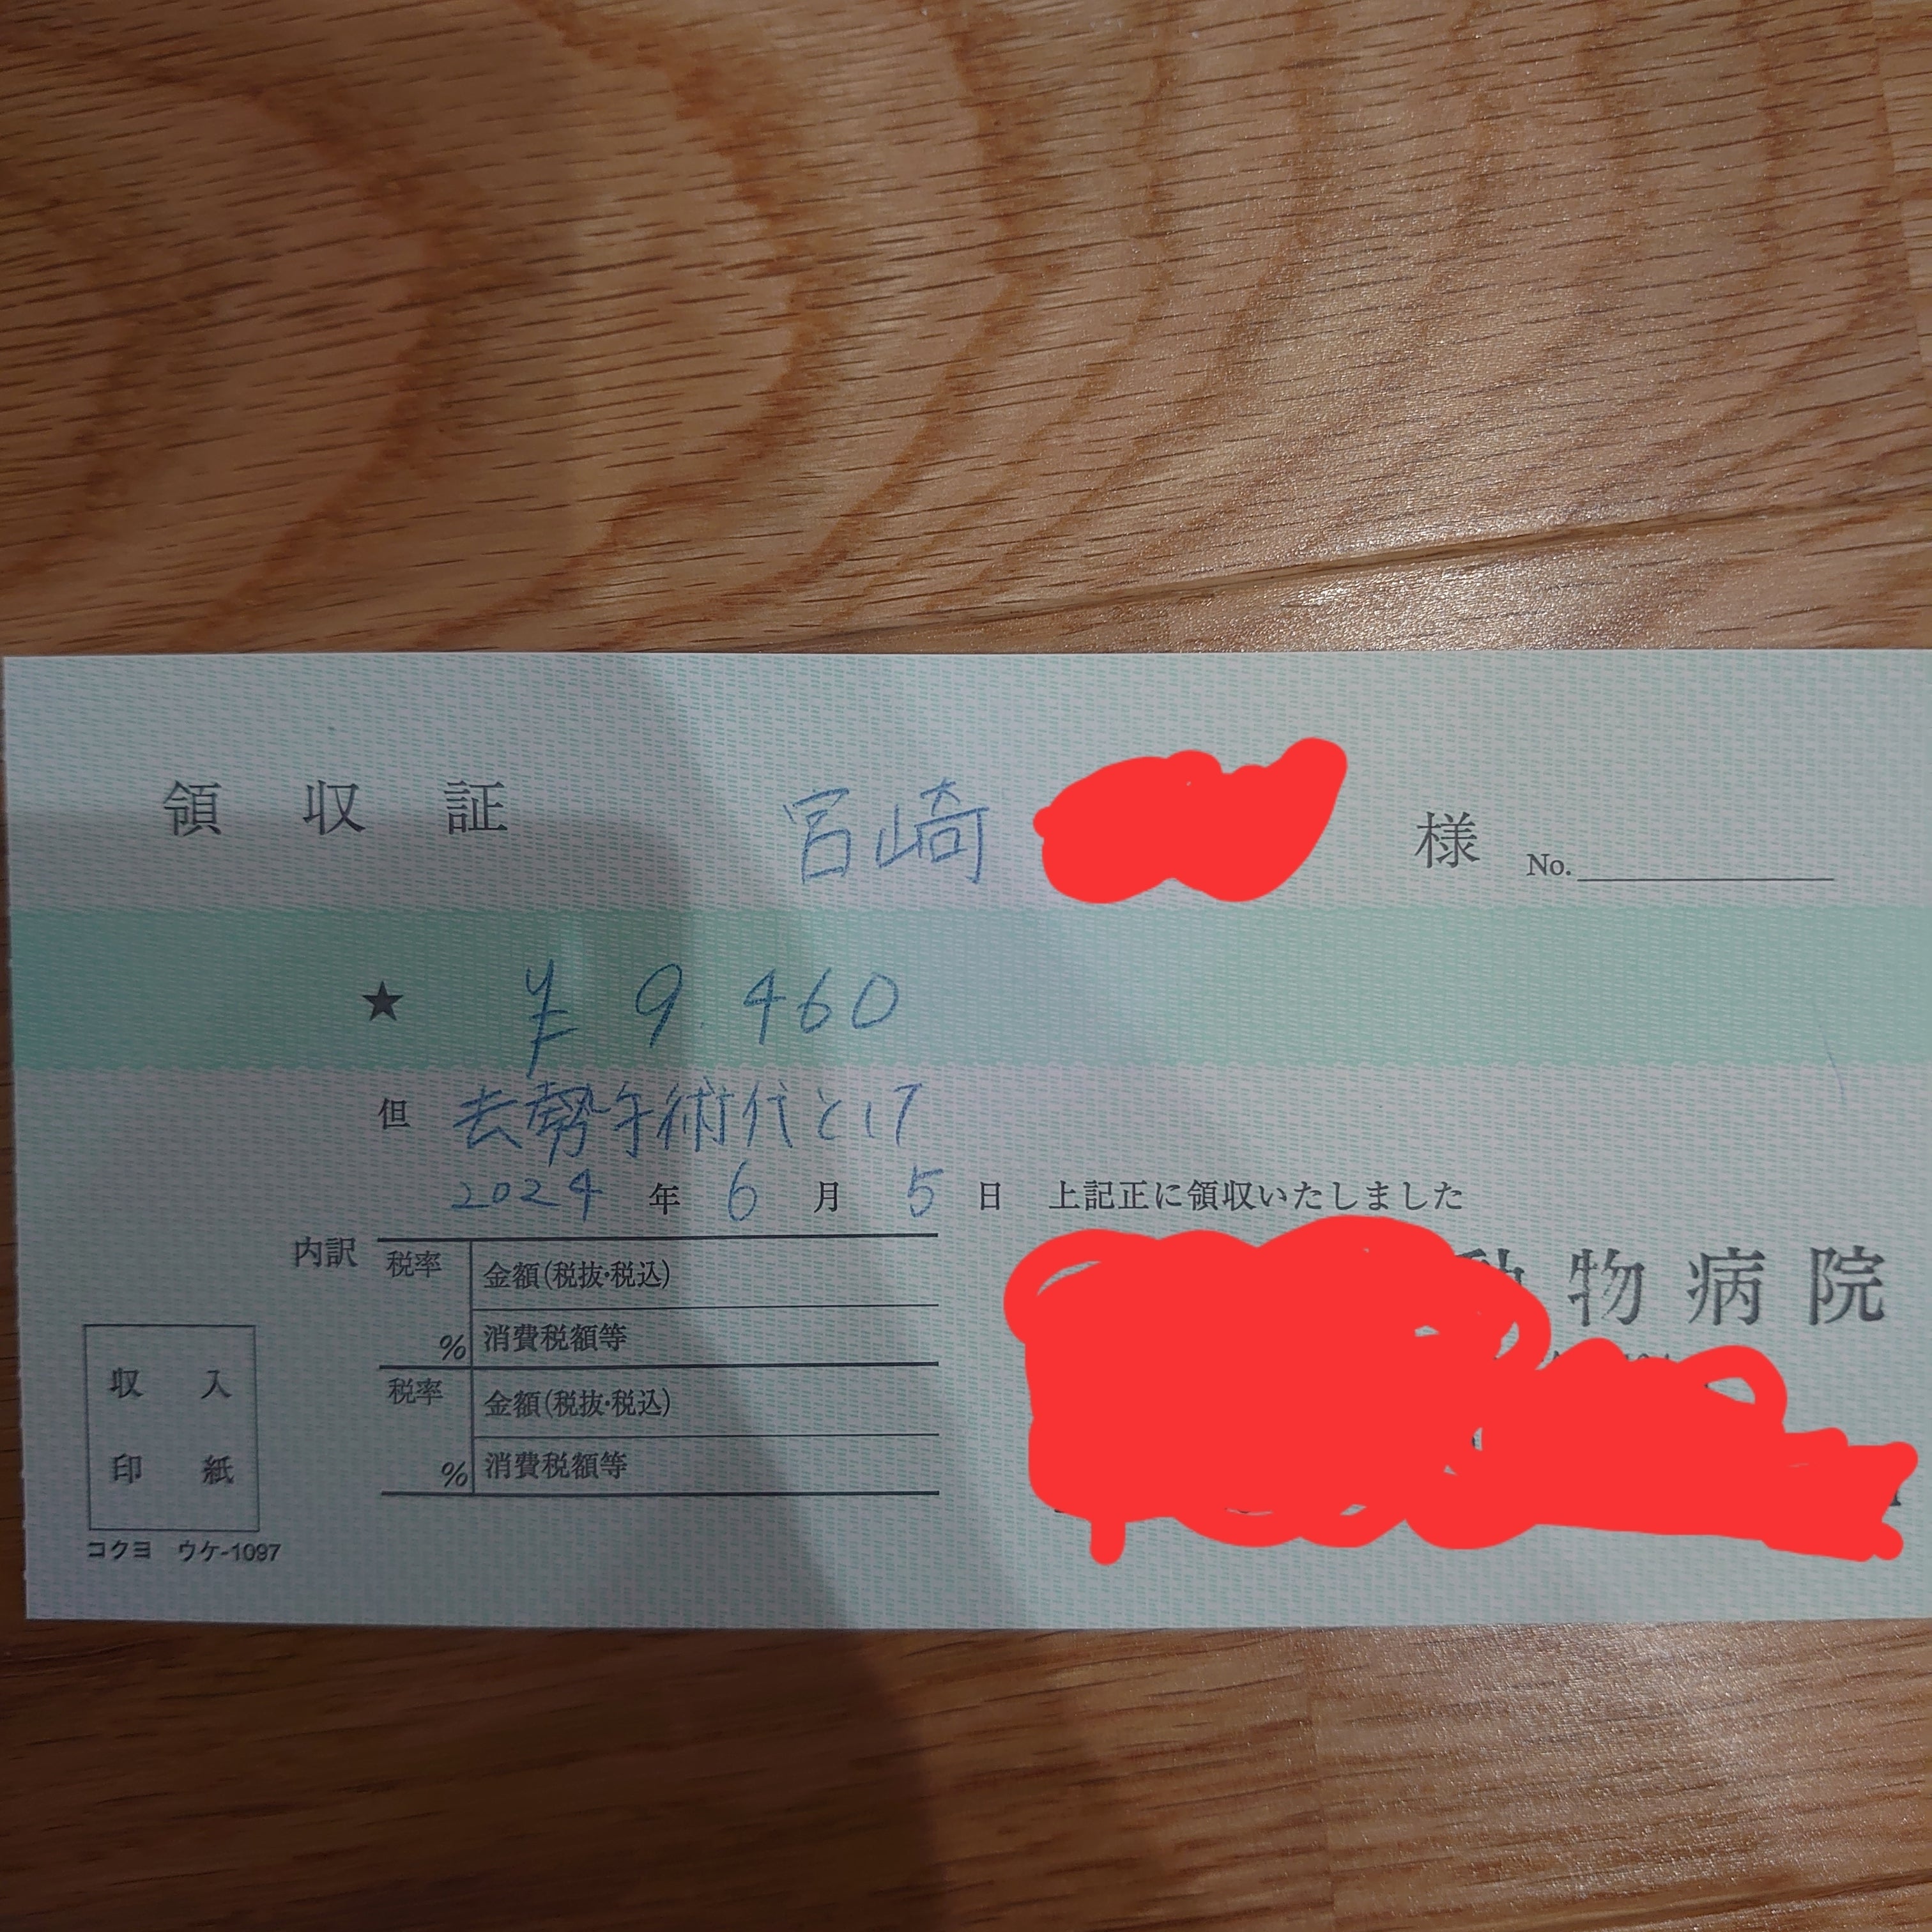 領収証 宮崎 様 No.
★ ¥9.460
但 去勢手術代として
2024年6月5日 上記正に領収いたしました
物病院
内訳 税率 % 金額(税抜・税込)
消費税額等
税率 % 金額(税抜・税込)
消費税額等
収入
印紙
コクヨ ウケ-1097